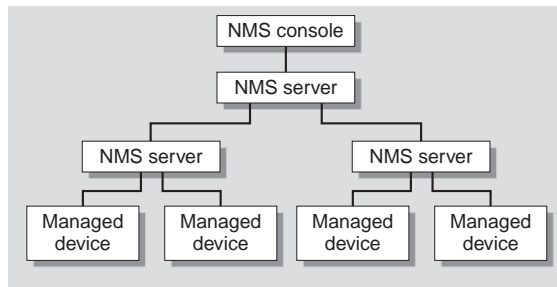 NMS console
NMS server
NMS server
NMS server
Managed
device
Managed
device
Managed
device
Managed
device